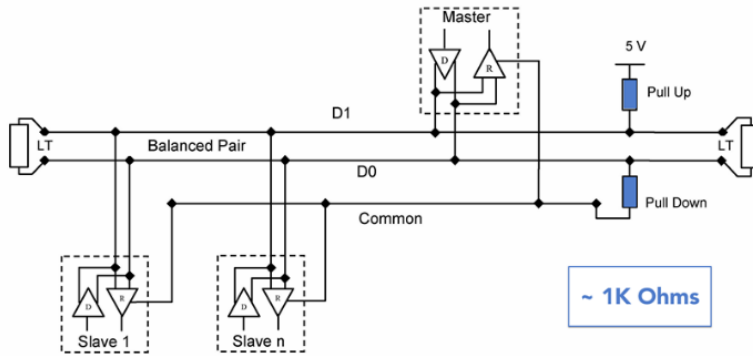 Master
D
R
5 V
Pull Up
D1
LT
Balanced Pair
LT
D0
Common
Pull Down
D
R
D
R
~ 1K Ohms
Slave 1
Slave n